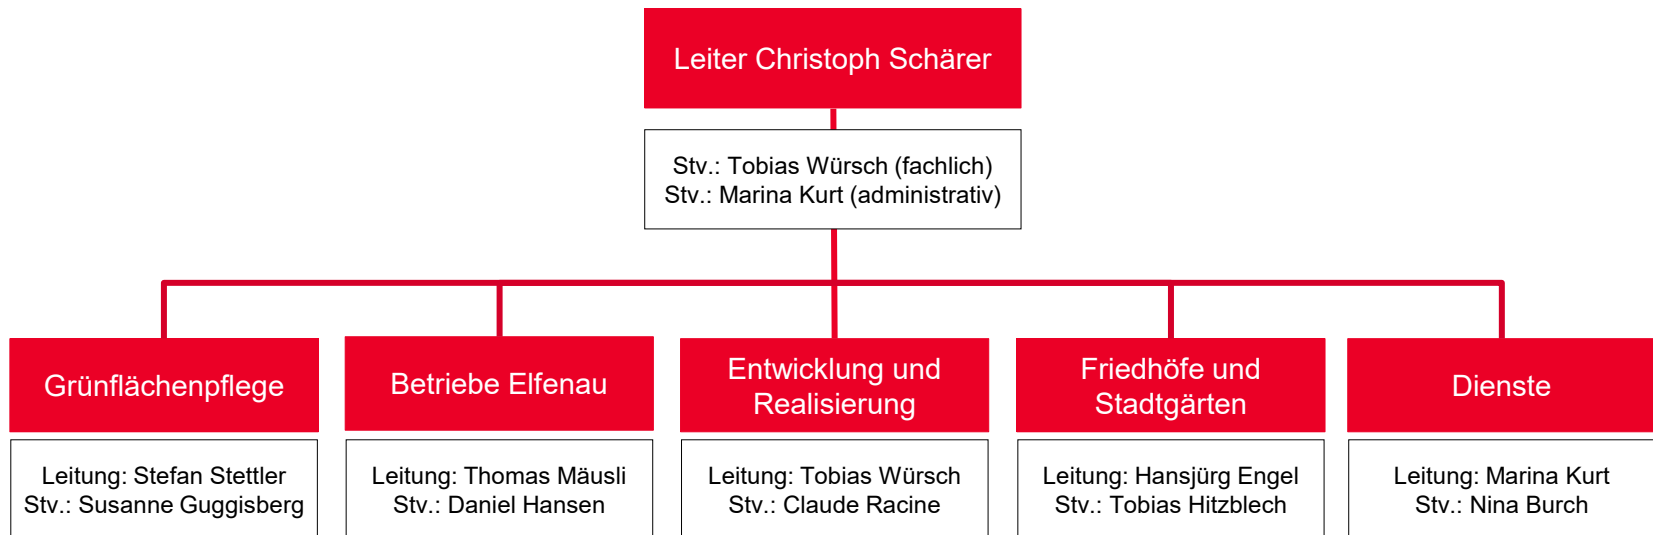 Leiter Christoph Schärer
Stv.: Tobias Würsch (fachlich)
Stv.: Marina Kurt (administrativ)
Grünflächenpflege
Leitung: Stefan Stettler
Stv.: Susanne Guggisberg
Betriebe Elfenau
Leitung: Thomas Mäusli
Stv.: Daniel Hansen
Entwicklung und
Realisierung
Leitung: Tobias Würsch
Stv.: Claude Racine
Friedhöfe und
Stadtgärten
Leitung: Hansjürg Engel
Stv.: Tobias Hitzblech
Dienste
Leitung: Marina Kurt
Stv.: Nina Burch